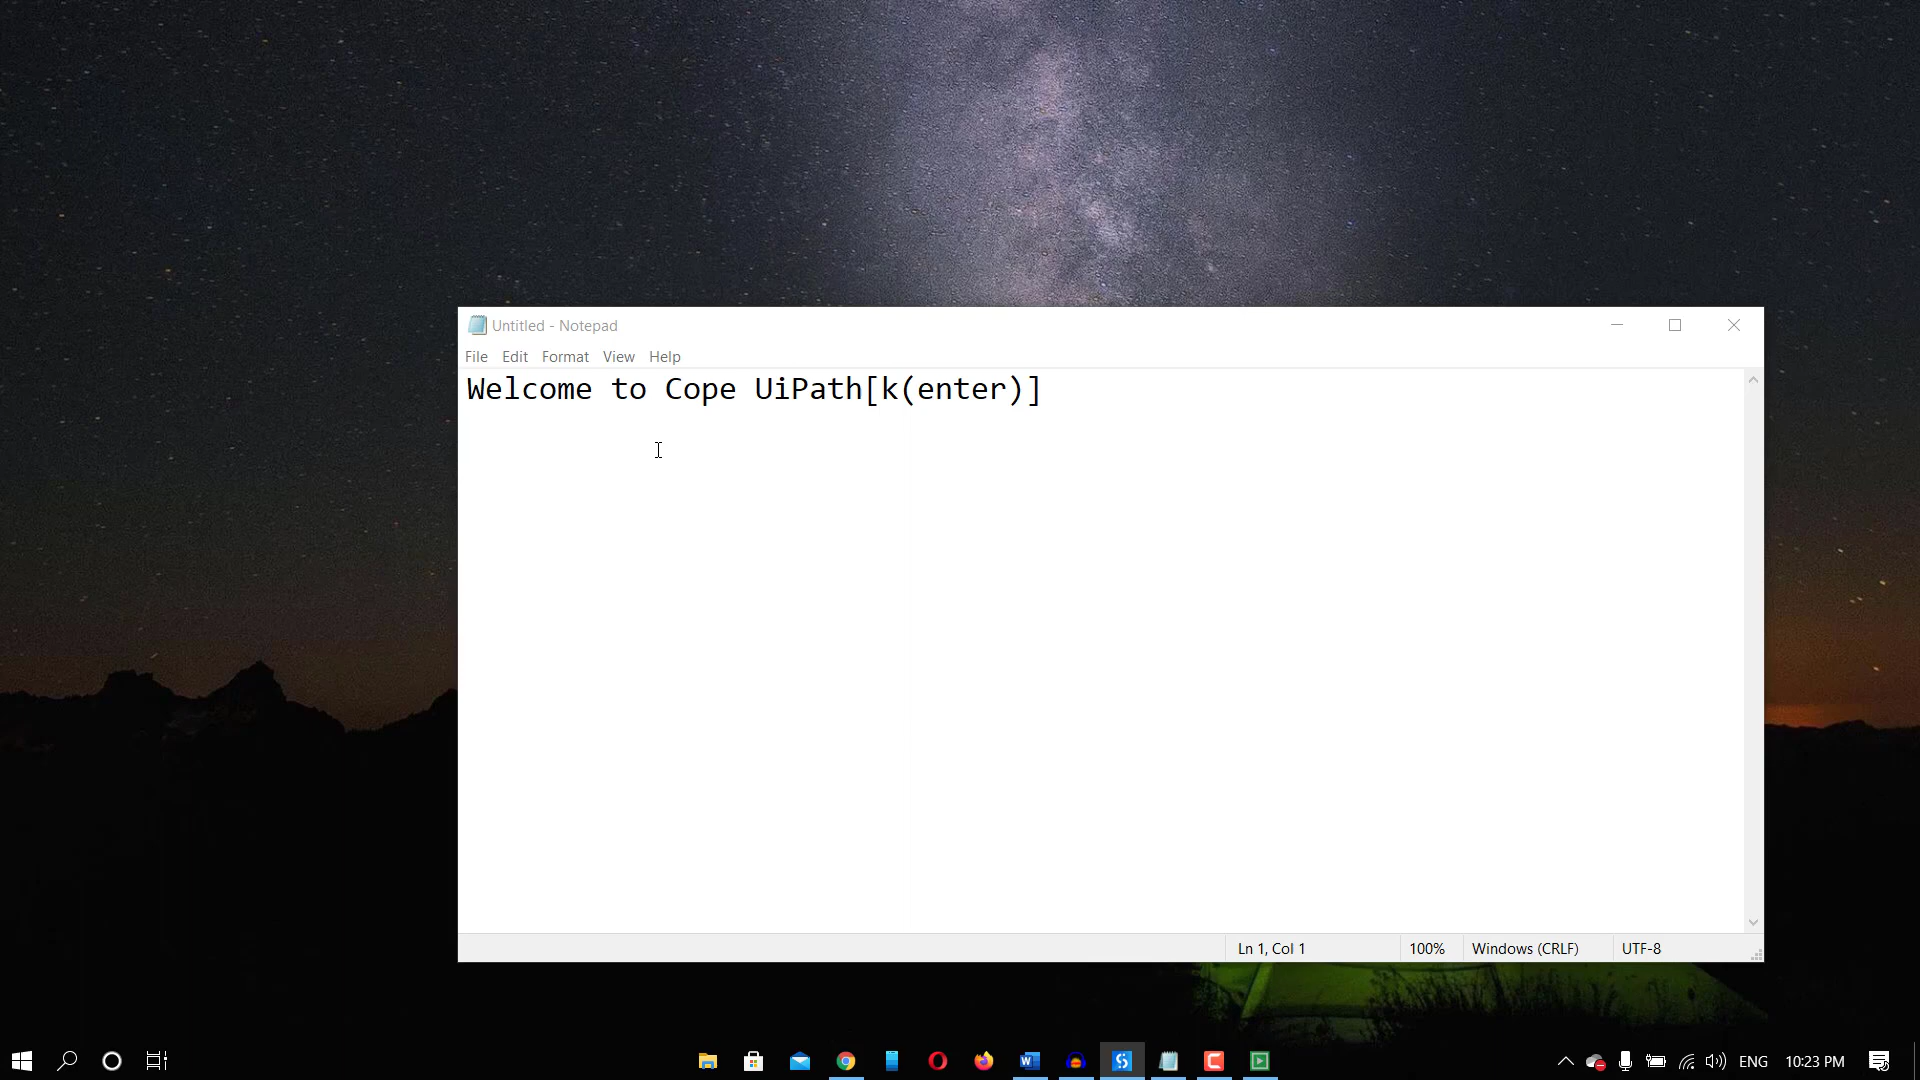 Untitled - Notepad
File Edit Format View Help
Welcome to Cope UiPath[k(enter)]
Ln 1, Col 1 100% Windows (CRLF) UTF-8
ENG 10:23 PM